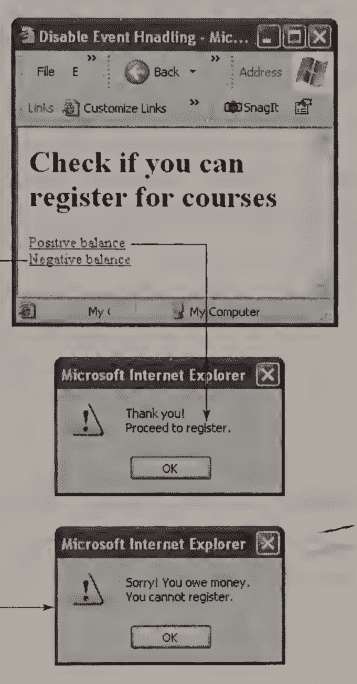 Disable Event Hnadling - Mic...
File E » Back » Address
Links Customize Links » SnagIt
Check if you can
register for courses
Positive balance
Negative balance
My ( My Computer
Microsoft Internet Explorer
Thank you!
Proceed to register.
OK
Microsoft Internet Explorer
Sorry! You owe money.
You cannot register.
OK